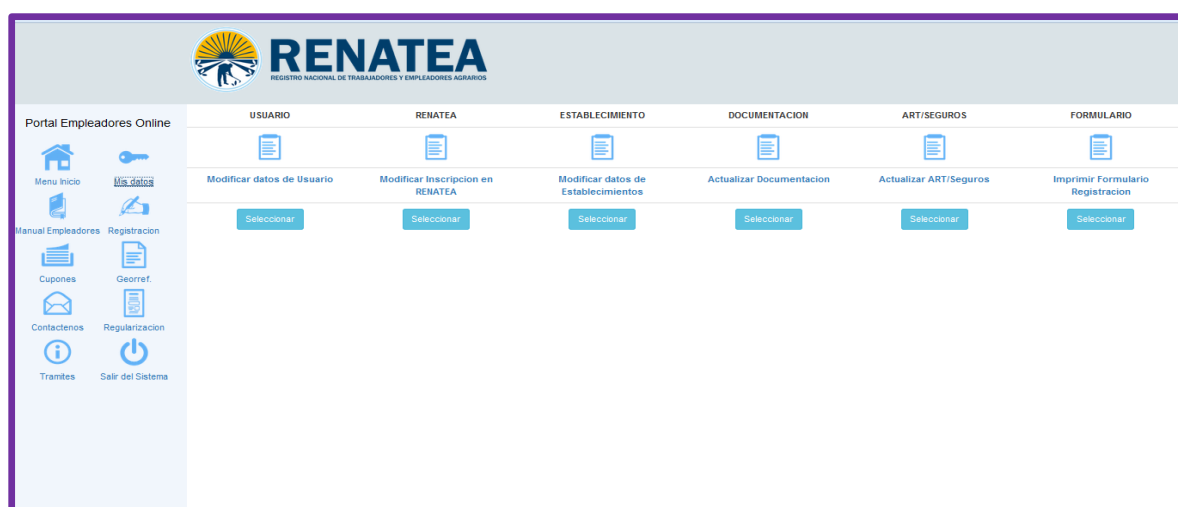 RENATEA
REGISTRO NACIONAL DE TRABAJADORES Y EMPLEADORES AGRARIOS
Portal Empleadores Online
Menu Inicio
Mis datos
Manual Empleadores
Registracion
Cupones
Georref.
Contactenos
Regularizacion
Tramites
Salir del Sistema
USUARIO
RENATEA
ESTABLECIMIENTO
DOCUMENTACION
ART/SEGUROS
FORMULARIO
Modificar datos de Usuario
Modificar Inscripcion en
RENATEA
Modificar datos de
Establecimientos
Actualizar Documentacion
Actualizar ART/Seguros
Imprimir Formulario
Registracion
Seleccionar
Seleccionar
Seleccionar
Seleccionar
Seleccionar
Seleccionar